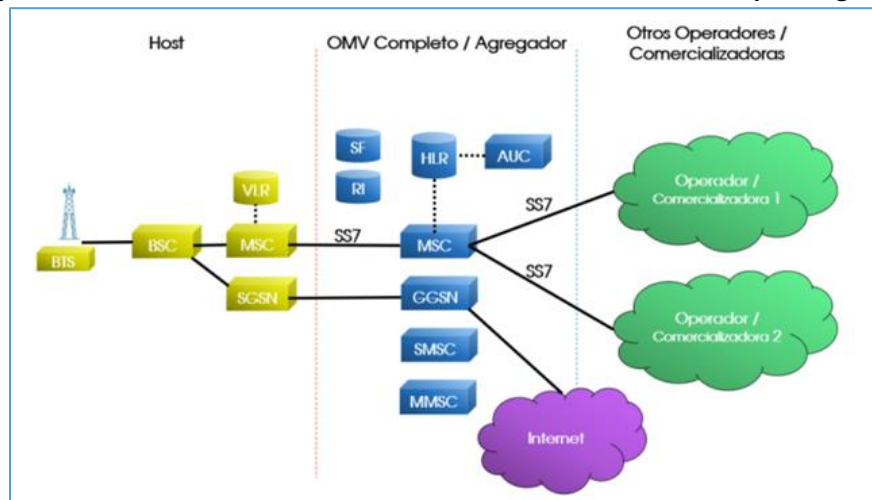 Host
OMV Completo / Agregador
Otros Operadores /
Comercializadoras
SF
HLR
AUC
RI
VLR
SS7
Operador /
Comercializadora 1
BTS
BSC
MSC
SS7
MSC
SS7
SGSN
GGSN
Operador /
Comercializadora 2
SMSC
MMSC
Internet